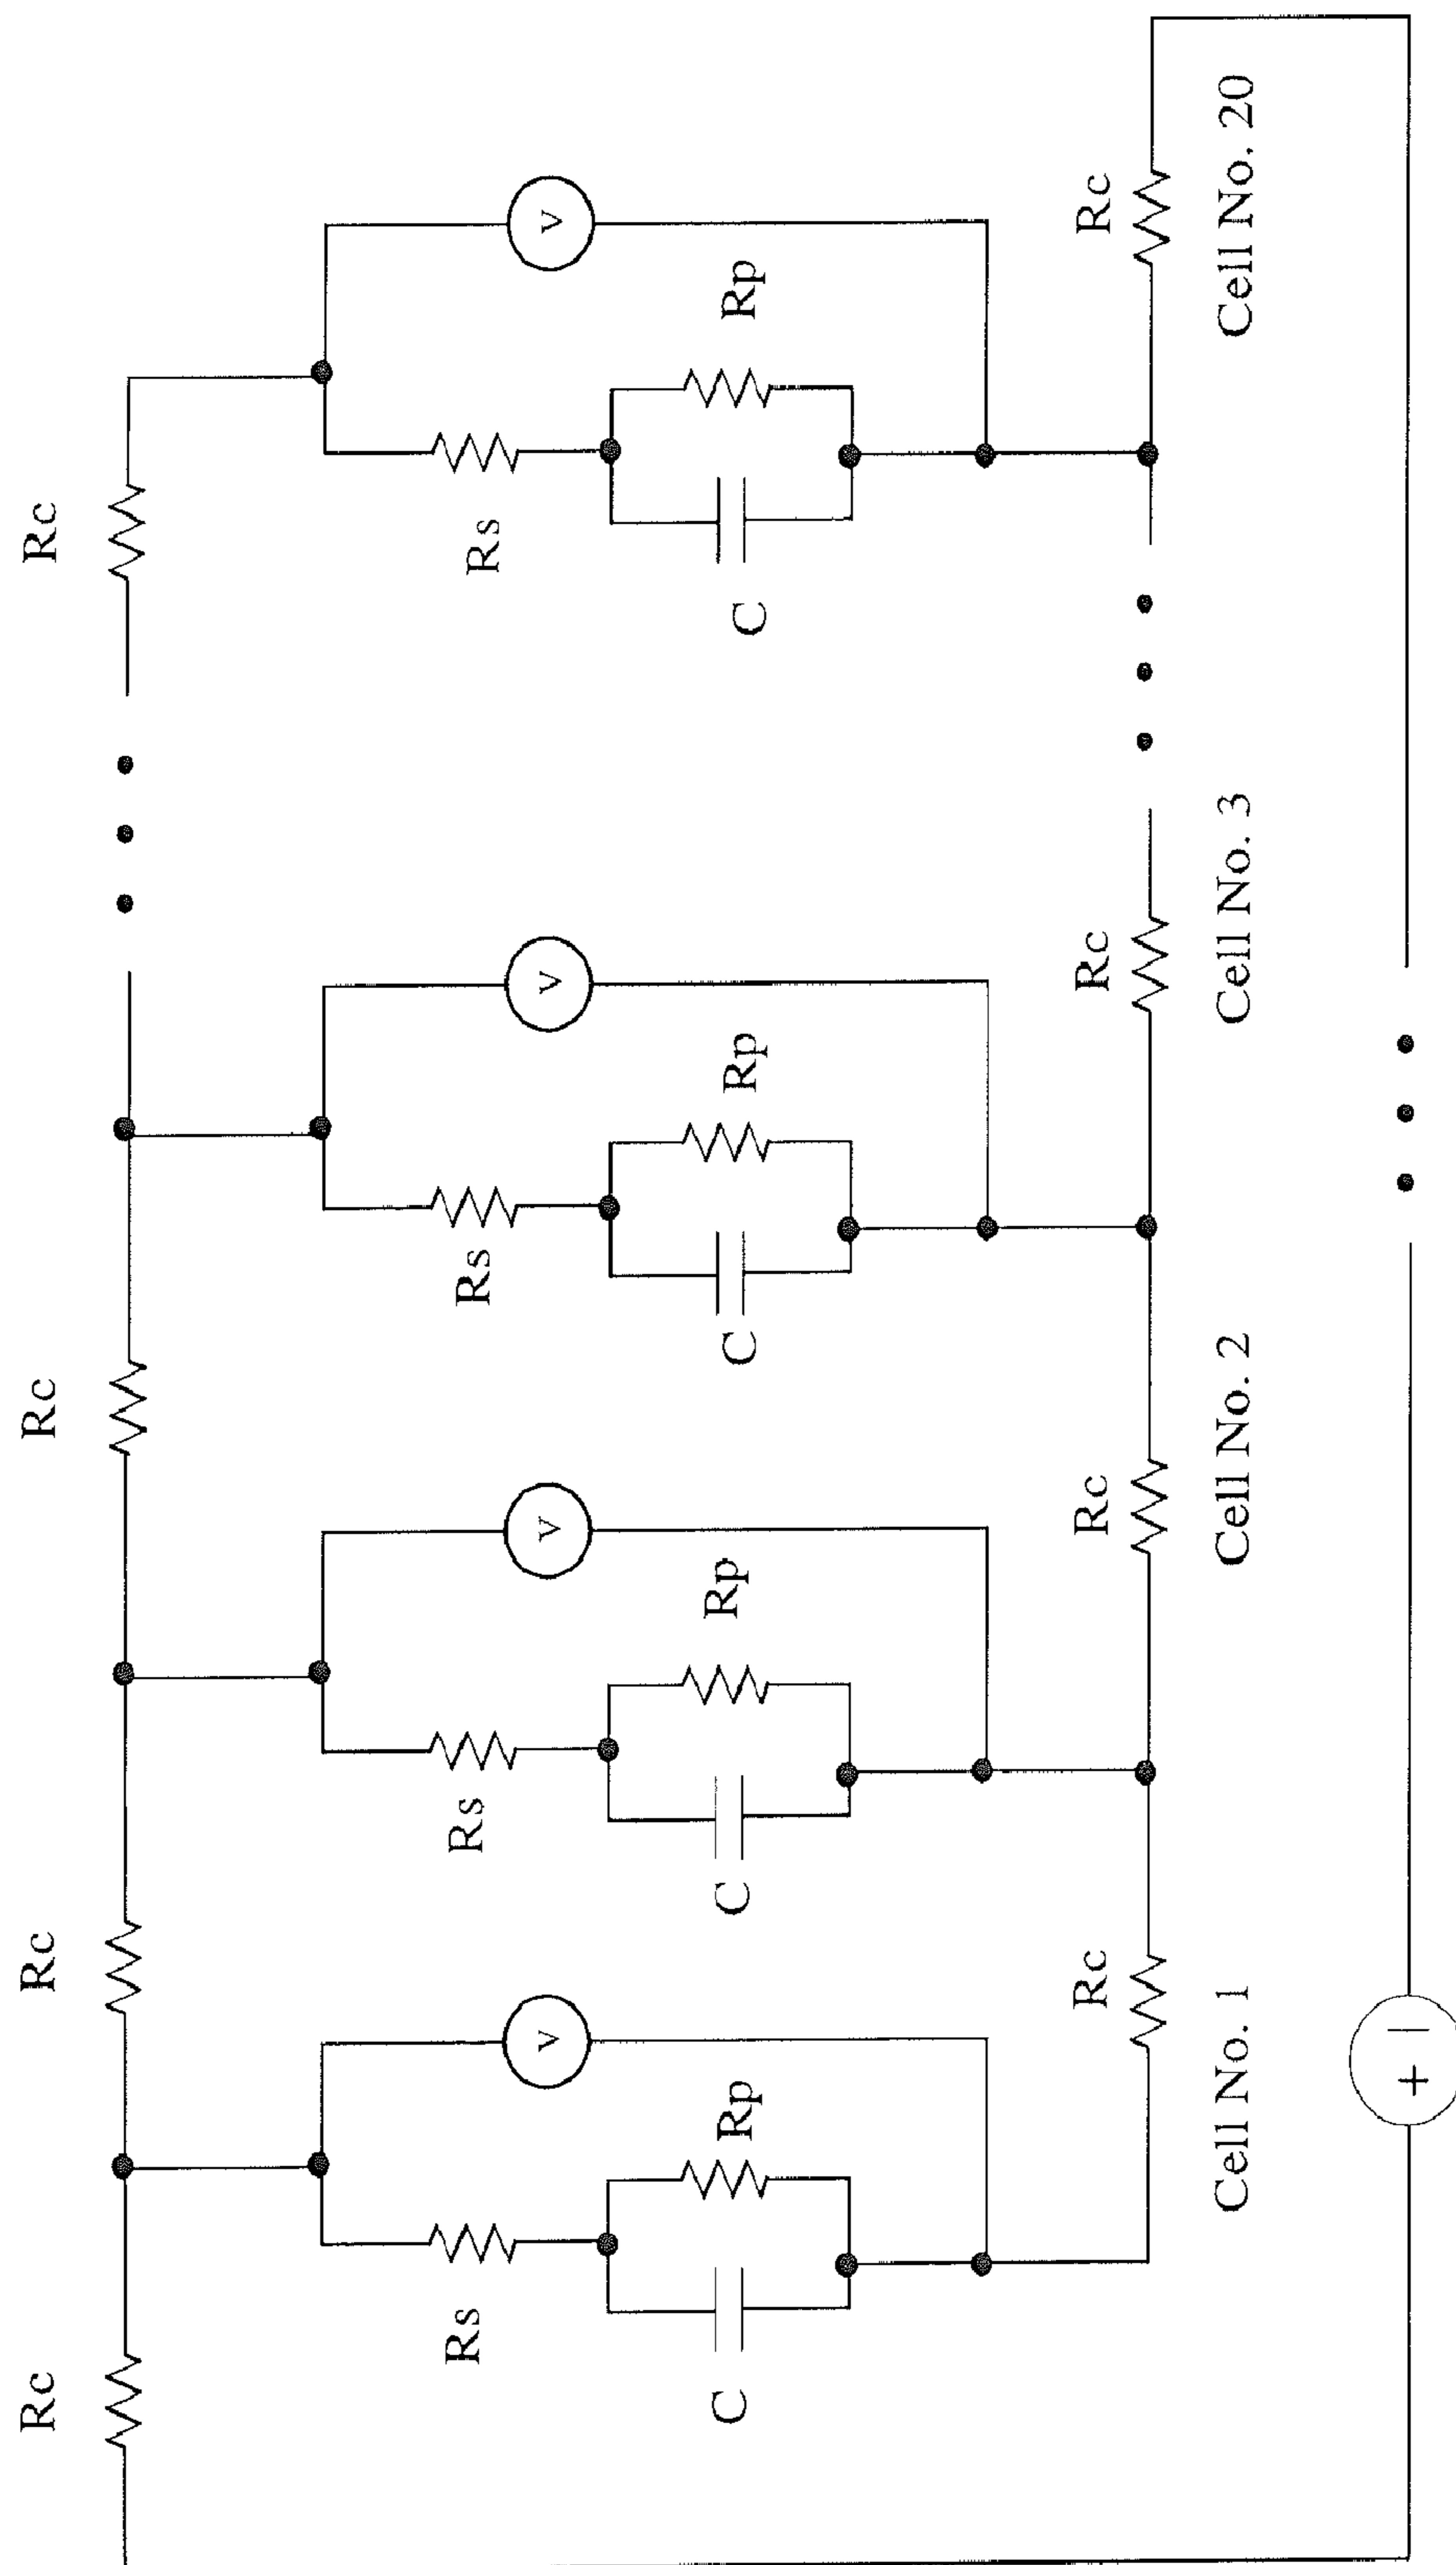 Rc
Rc
Rc
Rc
Rs
C
Rp
V
Rs
C
Rp
V
Rs
C
Rp
V
Rs
C
Rp
V
Rc
Rc
Rc
Rc
Cell No. 1
Cell No. 2
Cell No. 3
Cell No. 20
+ −